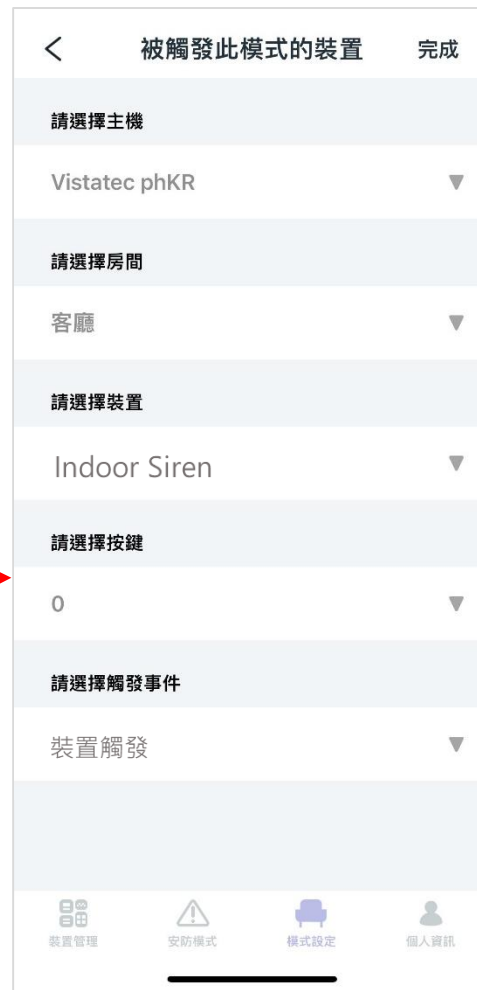 被觸發此模式的裝置 完成
請選擇主機
Vistatec phKR
請選擇房間
客廳
請選擇裝置
Indoor Siren
請選擇按鍵
0
請選擇觸發事件
裝置觸發
裝置管理 安防模式 模式設定 個人資訊